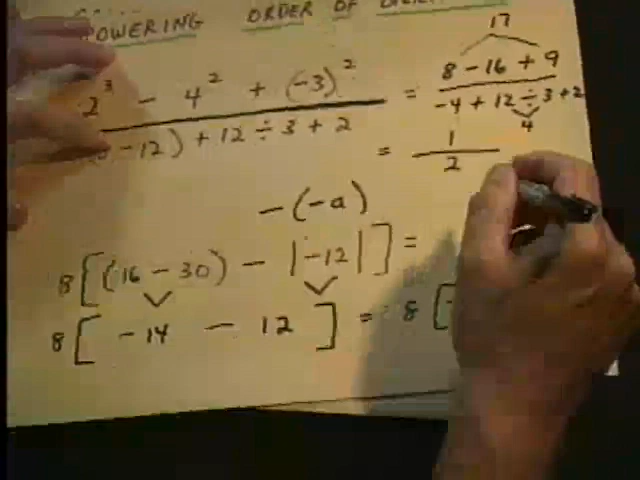 POWERING ORDER OF
17
2³ - 4² + (-3)² = 8 - 16 + 9
-12) + 12 ÷ 3 + 2 -4 + 12 ÷ 3 + 2
4
= 1
2
-(-a)
8[(16 - 30) - |-12|] =
8[ -14 - 12 ] = 8[-